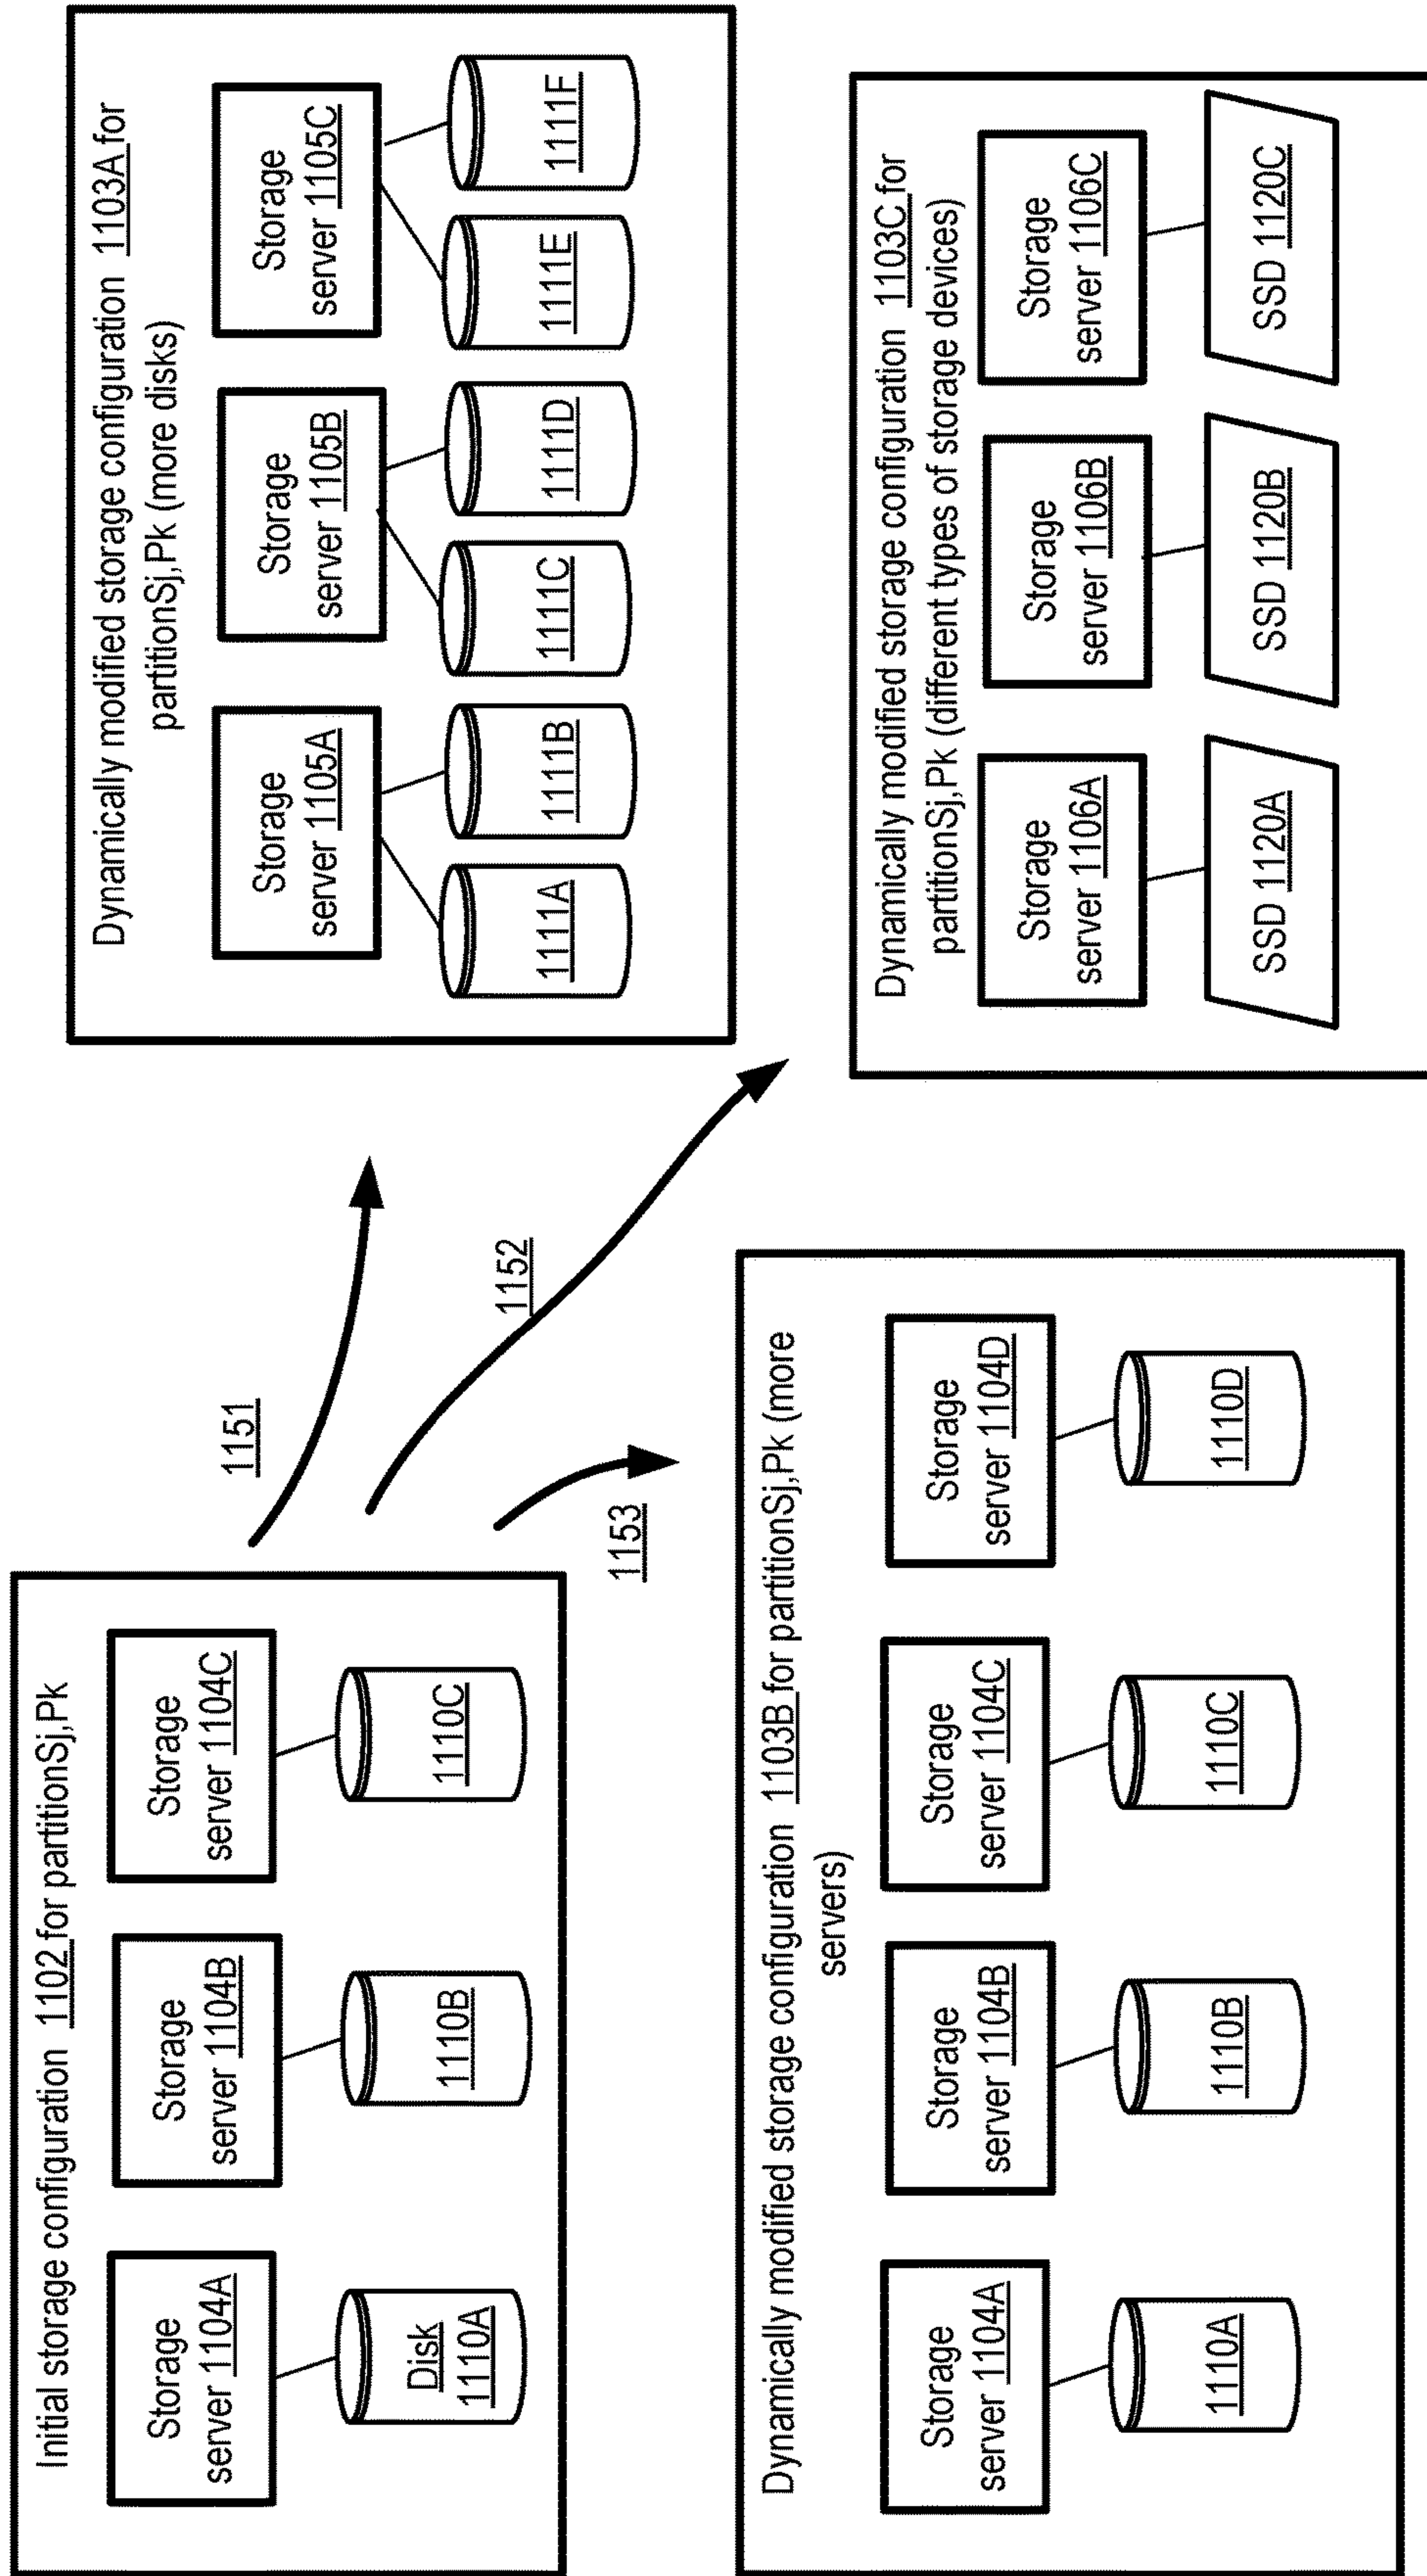 Initial storage configuration 1102 for partitionSj,Pk
Storage
server 1104A
Storage
server 1104B
Storage
server 1104C
Disk
1110A
1110B
1110C
1151
1152
1153
Dynamically modified storage configuration 1103A for
partitionSj,Pk (more disks)
Storage
server 1105A
Storage
server 1105B
Storage
server 1105C
1111A
1111B
1111C
1111D
1111E
1111F
Dynamically modified storage configuration 1103B for partitionSj,Pk (more
servers)
Storage
server 1104A
Storage
server 1104B
Storage
server 1104C
Storage
server 1104D
1110A
1110B
1110C
1110D
Dynamically modified storage configuration 1103C for
partitionSj,Pk (different types of storage devices)
Storage
server 1106A
Storage
server 1106B
Storage
server 1106C
SSD 1120A
SSD 1120B
SSD 1120C